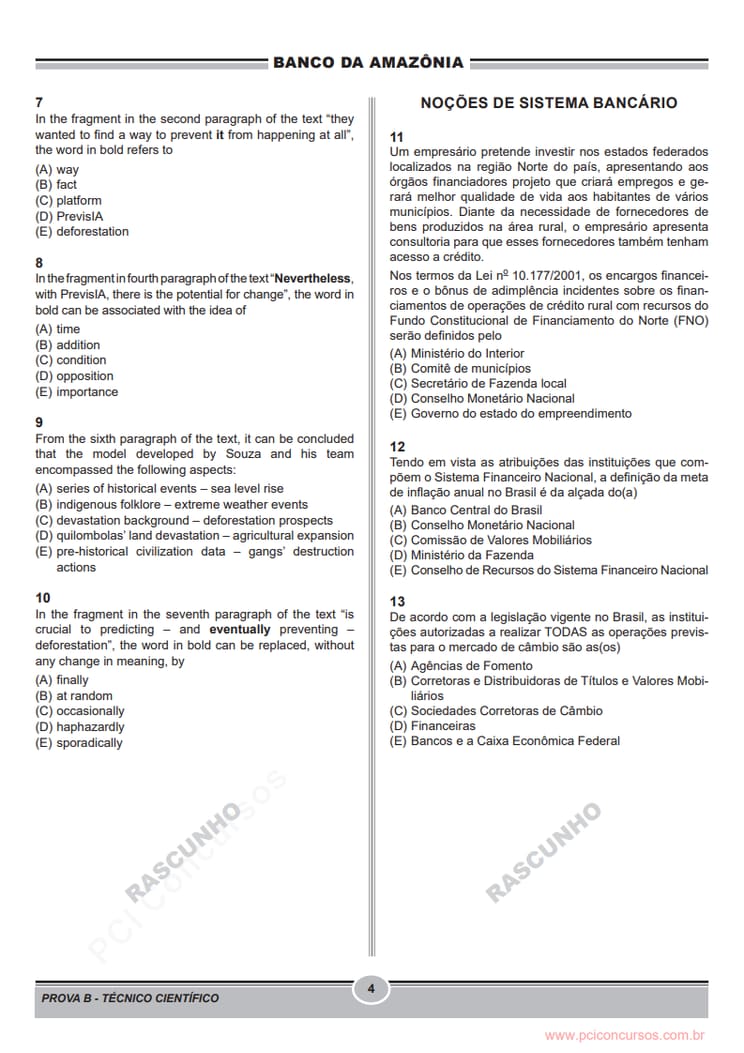 BANCO DA AMAZÔNIA
7
In the fragment in the second paragraph of the text “they
wanted to find a way to prevent it from happening at all”,
the word in bold refers to
(A) way
(B) fact
(C) platform
(D) PrevisIA
(E) deforestation
8
In the fragment in fourth paragraph of the text “Nevertheless,
with PrevisIA, there is the potential for change”, the word in
bold can be associated with the idea of
(A) time
(B) addition
(C) condition
(D) opposition
(E) importance
9
From the sixth paragraph of the text, it can be concluded
that the model developed by Souza and his team
encompassed the following aspects:
(A) series of historical events – sea level rise
(B) indigenous folklore – extreme weather events
(C) devastation background – deforestation prospects
(D) quilombolas’ land devastation – agricultural expansion
(E) pre-historical civilization data – gangs’ destruction
actions
10
In the fragment in the seventh paragraph of the text “is
crucial to predicting – and eventually preventing –
deforestation”, the word in bold can be replaced, without
any change in meaning, by
(A) finally
(B) at random
(C) occasionally
(D) haphazardly
(E) sporadically
RASCUNHO
PCI Concursos
NOÇÕES DE SISTEMA BANCÁRIO
11
Um empresário pretende investir nos estados federados
localizados na região Norte do país, apresentando aos
órgãos financiadores projeto que criará empregos e ge-
rará melhor qualidade de vida aos habitantes de vários
municípios. Diante da necessidade de fornecedores de
bens produzidos na área rural, o empresário apresenta
consultoria para que esses fornecedores também tenham
acesso a crédito.
Nos termos da Lei nº 10.177/2001, os encargos financei-
ros e o bônus de adimplência incidentes sobre os finan-
ciamentos de operações de crédito rural com recursos do
Fundo Constitucional de Financiamento do Norte (FNO)
serão definidos pelo
(A) Ministério do Interior
(B) Comitê de municípios
(C) Secretário de Fazenda local
(D) Conselho Monetário Nacional
(E) Governo do estado do empreendimento
12
Tendo em vista as atribuições das instituições que com-
põem o Sistema Financeiro Nacional, a definição da meta
de inflação anual no Brasil é da alçada do(a)
(A) Banco Central do Brasil
(B) Conselho Monetário Nacional
(C) Comissão de Valores Mobiliários
(D) Ministério da Fazenda
(E) Conselho de Recursos do Sistema Financeiro Nacional
13
De acordo com a legislação vigente no Brasil, as institui-
ções autorizadas a realizar TODAS as operações previs-
tas para o mercado de câmbio são as(os)
(A) Agências de Fomento
(B) Corretoras e Distribuidoras de Títulos e Valores Mobi-
liários
(C) Sociedades Corretoras de Câmbio
(D) Financeiras
(E) Bancos e a Caixa Econômica Federal
RASCUNHO
PROVA B - TÉCNICO CIENTÍFICO
4
www.pciconcursos.com.br